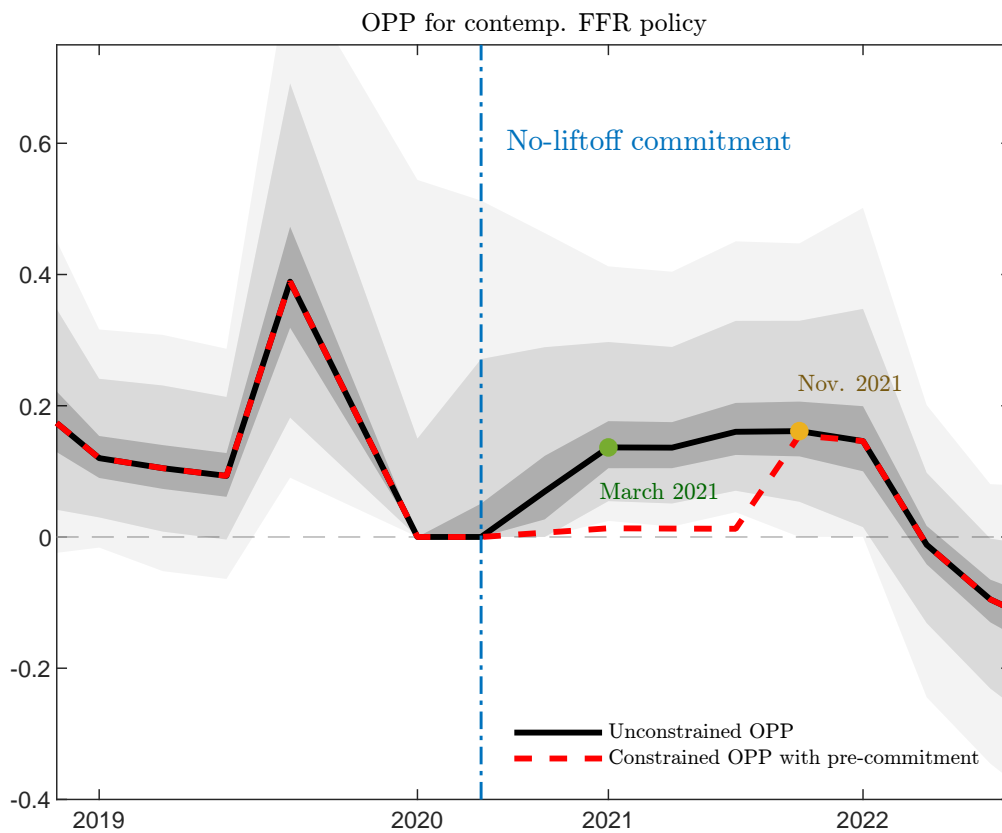 OPP for contemp. FFR policy
0.6
0.4
0.2
0
-0.2
-0.4
No-liftoff commitment
Nov. 2021
March 2021
Unconstrained OPP
Constrained OPP with pre-commitment
2019
2020
2021
2022